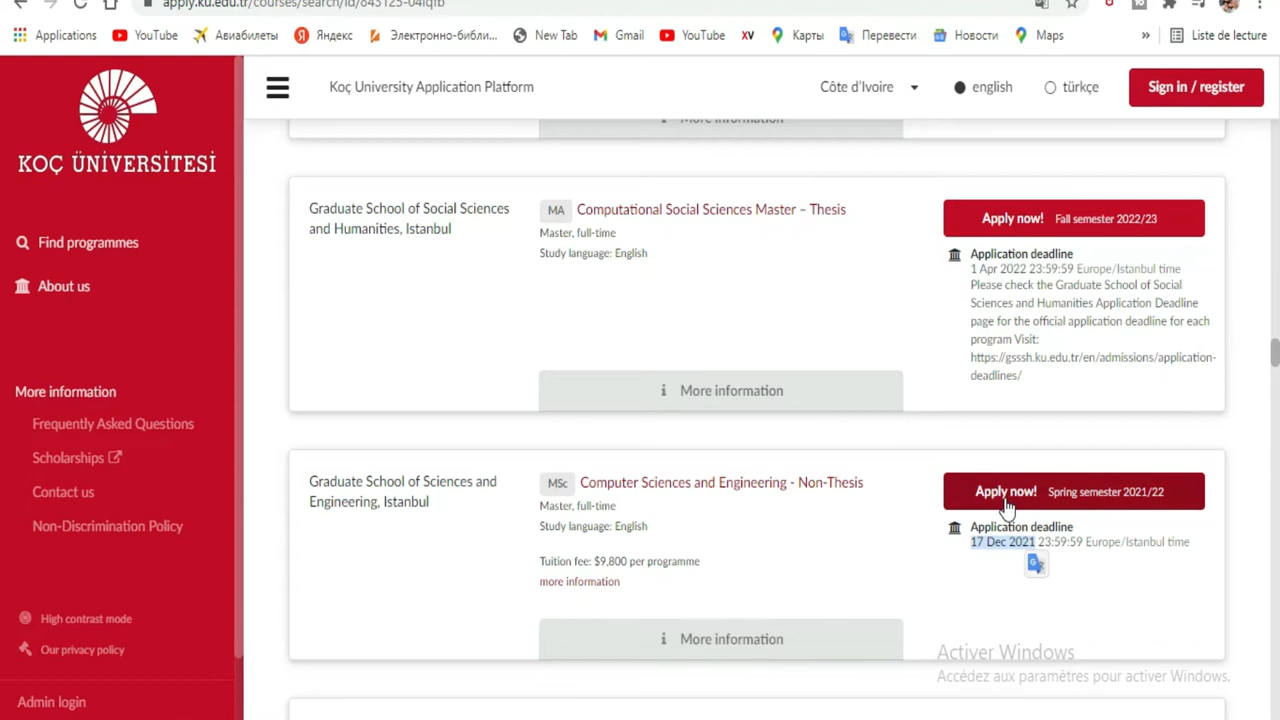 apply.ku.edu.tr/courses/search/id/843125-04lqfb
Applications YouTube Авиабилеты Яндекс Электронно-библи... New Tab Gmail YouTube XV Карты Перевести Новости Maps » Liste de lecture
KOÇ ÜNİVERSİTESİ
Find programmes
About us
More information
Frequently Asked Questions
Scholarships
Contact us
Non-Discrimination Policy
High contrast mode
Our privacy policy
Admin login
Koç University Application Platform
Côte d'Ivoire
english
türkçe
Sign in / register
More information
Graduate School of Social Sciences
and Humanities, Istanbul
MA Computational Social Sciences Master – Thesis
Master, full-time
Study language: English
More information
Apply now! Fall semester 2022/23
Application deadline
1 Apr 2022 23:59:59 Europe/Istanbul time
Please check the Graduate School of Social
Sciences and Humanities Application Deadline
page for the official application deadline for each
program Visit:
https://gsssh.ku.edu.tr/en/admissions/application-
deadlines/
Graduate School of Sciences and
Engineering, Istanbul
MSc Computer Sciences and Engineering - Non-Thesis
Master, full-time
Study language: English
Tuition fee: $9,800 per programme
more information
More information
Apply now! Spring semester 2021/22
Application deadline
17 Dec 2021 23:59:59 Europe/Istanbul time
Activer Windows
Accédez aux paramètres pour activer Windows.